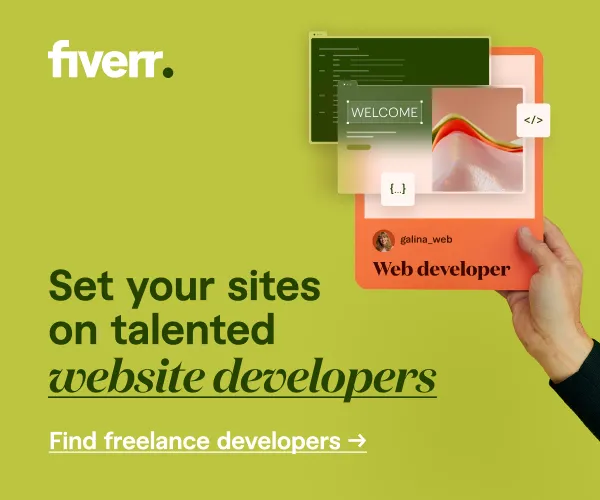 fiverr.
WELCOME
</>
{...}
galina_web
Web developer
Set your sites
on talented
website developers
Find freelance developers →